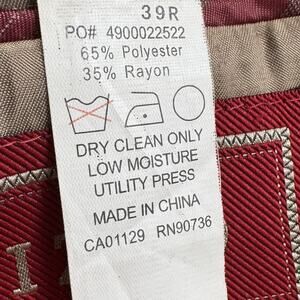 39R
PO# 4900022522
65% Polyester
35% Rayon
DRY CLEAN ONLY
LOW MOISTURE
UTILITY PRESS
MADE IN CHINA
CA01129 RN90736